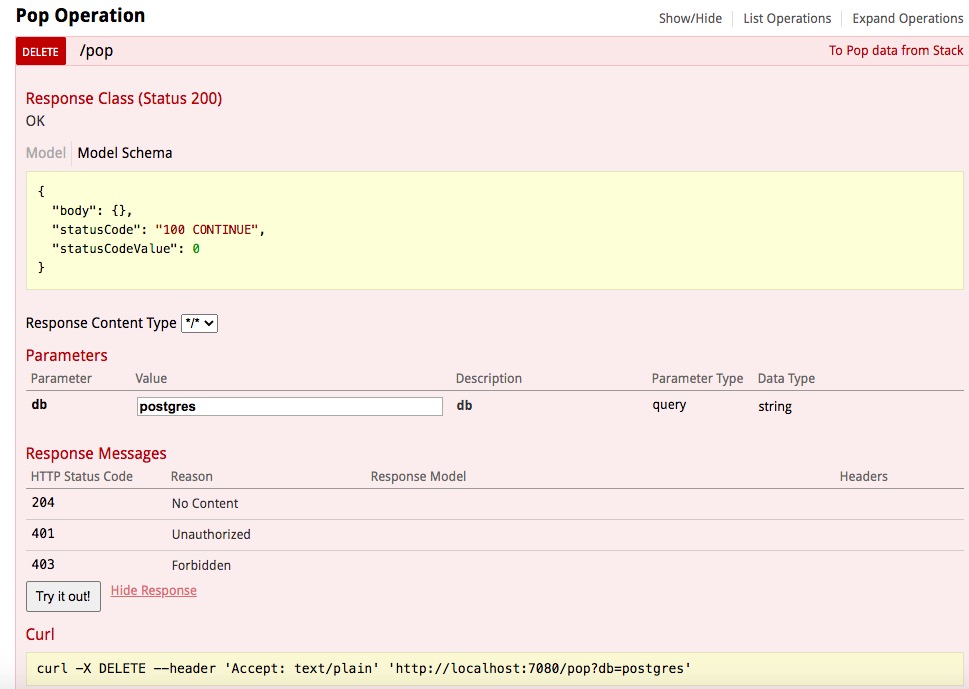 Pop Operation Show/Hide List Operations Expand Operations
DELETE /pop To Pop data from Stack
Response Class (Status 200)
OK
Model Model Schema
{
"body": {},
"statusCode": "100 CONTINUE",
"statusCodeValue": 0
}
Response Content Type */*
Parameters
Parameter Value Description Parameter Type Data Type
db postgres db query string
Response Messages
HTTP Status Code Reason Response Model Headers
204 No Content
401 Unauthorized
403 Forbidden
Try it out! Hide Response
Curl
curl -X DELETE --header 'Accept: text/plain' 'http://localhost:7080/pop?db=postgres'